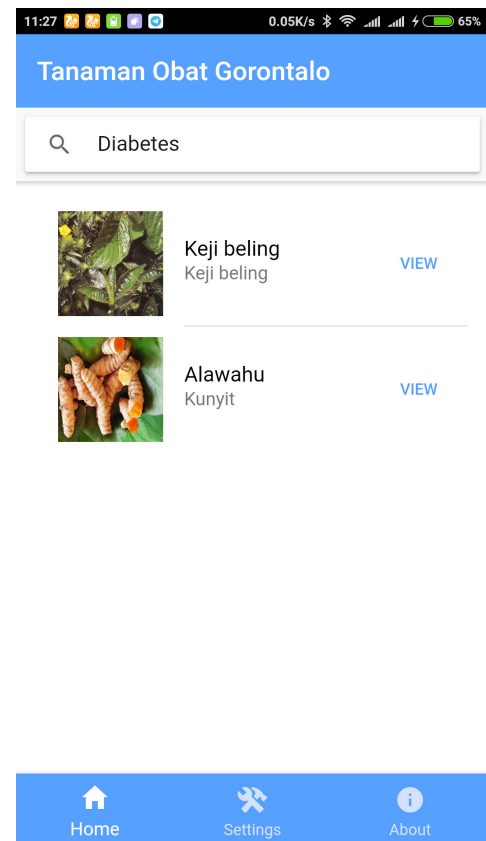 11:27 0.05K/s 65%
Tanaman Obat Gorontalo
Diabetes
Keji beling
Keji beling
VIEW
Alawahu
Kunyit
VIEW
Home Settings About